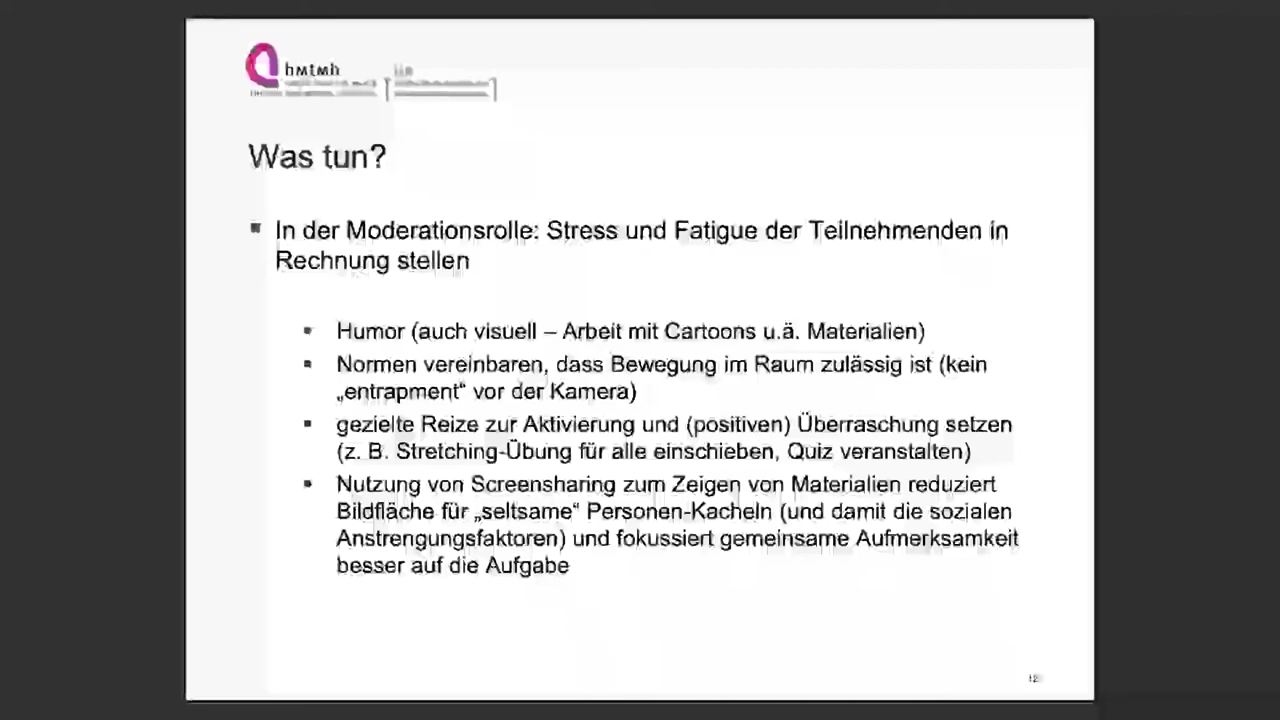 hmtmh
Was tun?
▪ In der Moderationsrolle: Stress und Fatigue der Teilnehmenden in
Rechnung stellen
▪ Humor (auch visuell – Arbeit mit Cartoons u.ä. Materialien)
▪ Normen vereinbaren, dass Bewegung im Raum zulässig ist (kein
„entrapment“ vor der Kamera)
▪ gezielte Reize zur Aktivierung und (positiven) Überraschung setzen
(z. B. Stretching-Übung für alle einschieben, Quiz veranstalten)
▪ Nutzung von Screensharing zum Zeigen von Materialien reduziert
Bildfläche für „seltsame“ Personen-Kacheln (und damit die sozialen
Anstrengungsfaktoren) und fokussiert gemeinsame Aufmerksamkeit
besser auf die Aufgabe
12